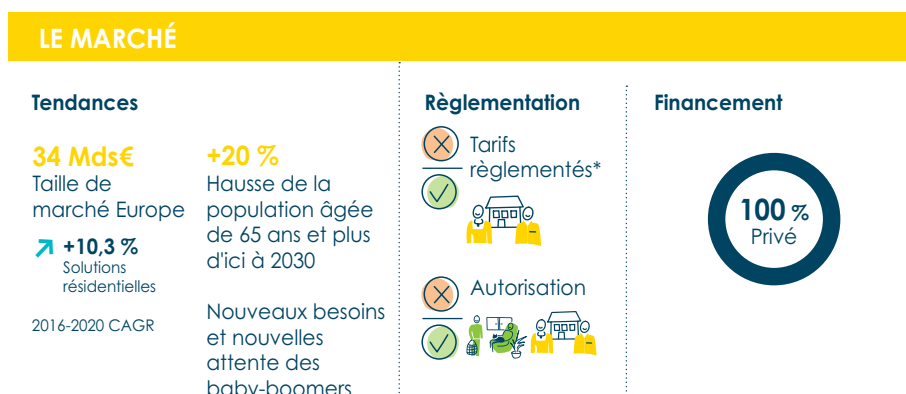 LE MARCHÉ
Tendances
34 Mds€
Taille de
marché Europe
+10,3 %
Solutions
résidentielles
2016-2020 CAGR
+20 %
Hausse de la
population âgée
de 65 ans et plus
d'ici à 2030
Nouveaux besoins
et nouvelles
attente des
baby-boomers
Règlementation
Tarifs
règlementés*
Autorisation
Financement
100 %
Privé